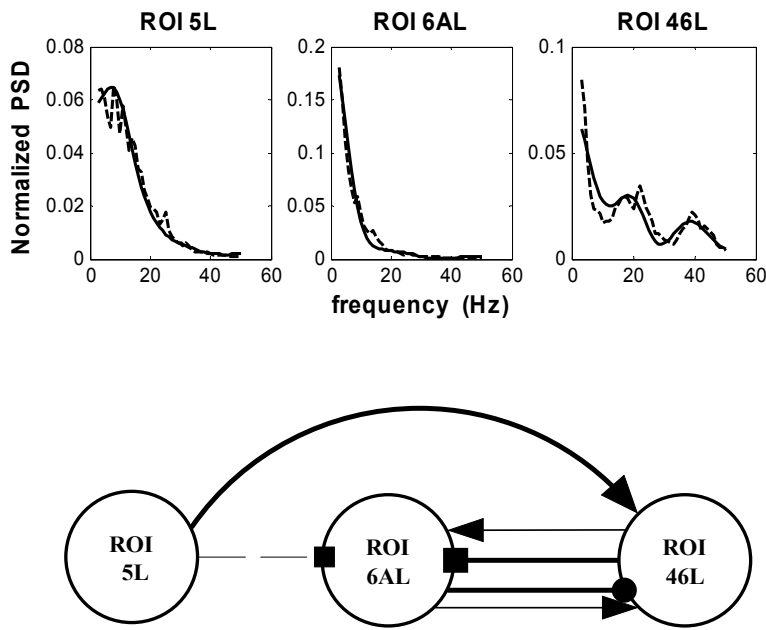 ROI 5L
ROI 6AL
ROI 46L
Normalized PSD
0.08
0.06
0.04
0.02
0
0 20 40 60
0.2
0.15
0.1
0.05
0
0 20 40 60
0.1
0.05
0
0 20 40 60
frequency (Hz)
ROI
5L
ROI
6AL
ROI
46L